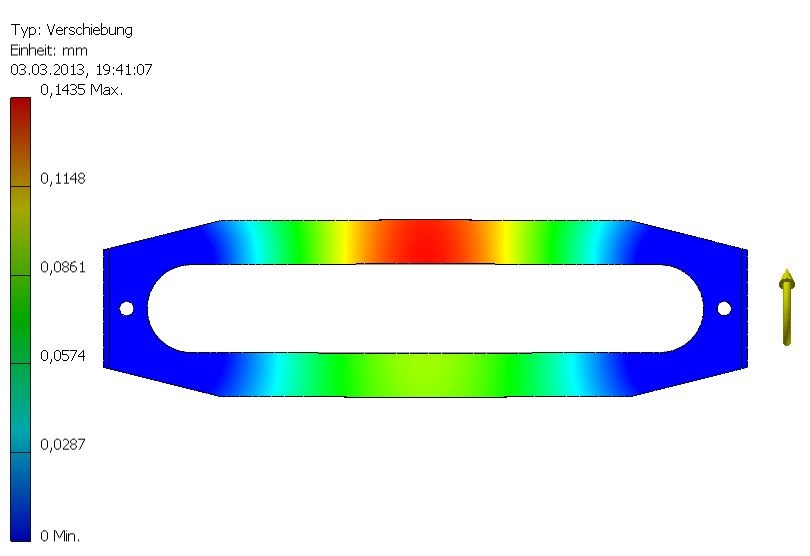 Typ: Verschiebung
Einheit: mm
03.03.2013, 19:41:07
0,1435 Max.
0,1148
0,0861
0,0574
0,0287
0 Min.